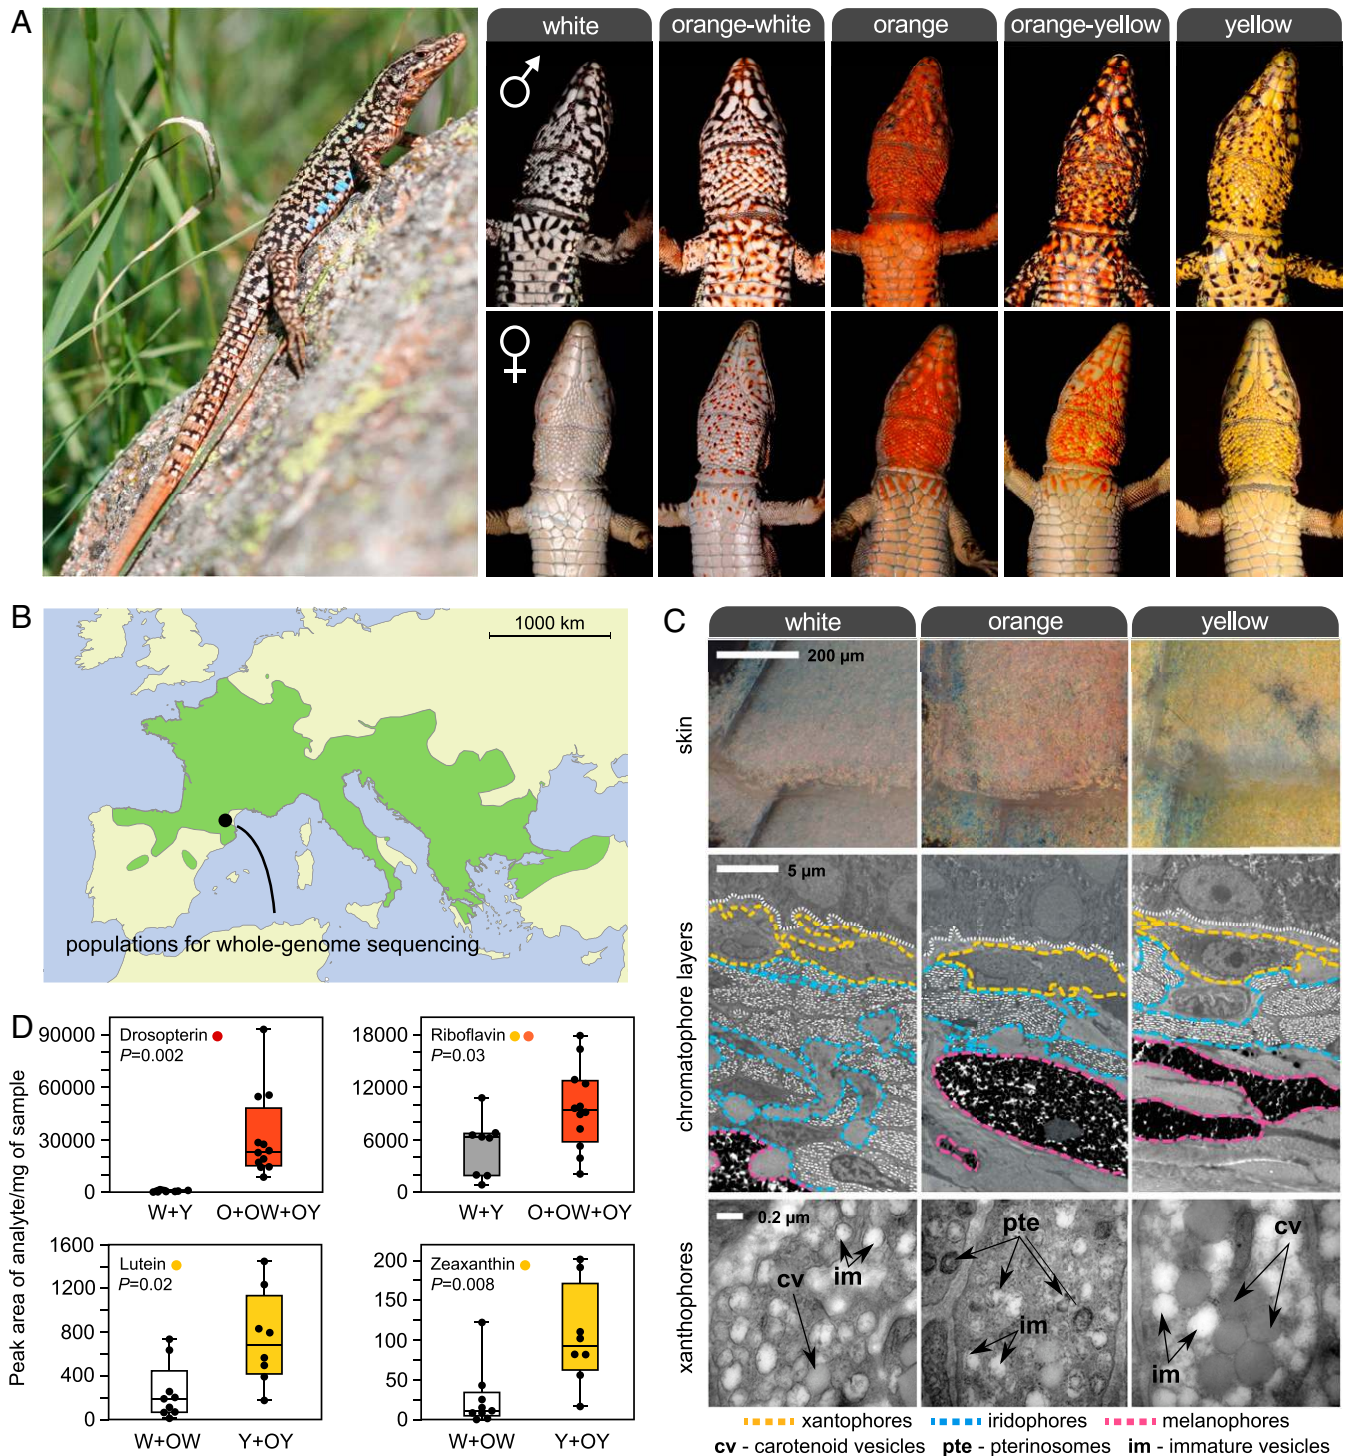 A
white
orange-white
orange
orange-yellow
yellow
B
1000 km
populations for whole-genome sequencing
C
white
orange
yellow
skin
200 µm
chromatophore layers
5 µm
xanthophores
0.2 µm
cv
im
pte
im
cv
im
xantophores
iridophores
melanophores
cv - carotenoid vesicles
pte - pterinosomes
im - immature vesicles
D
Peak area of analyte/mg of sample
Drosopterin
P=0.002
90000
60000
30000
0
W+Y
O+OW+OY
Riboflavin
P=0.03
18000
12000
6000
0
W+Y
O+OW+OY
Lutein
P=0.02
1600
1200
800
400
0
W+OW
Y+OY
Zeaxanthin
P=0.008
200
150
100
50
0
W+OW
Y+OY